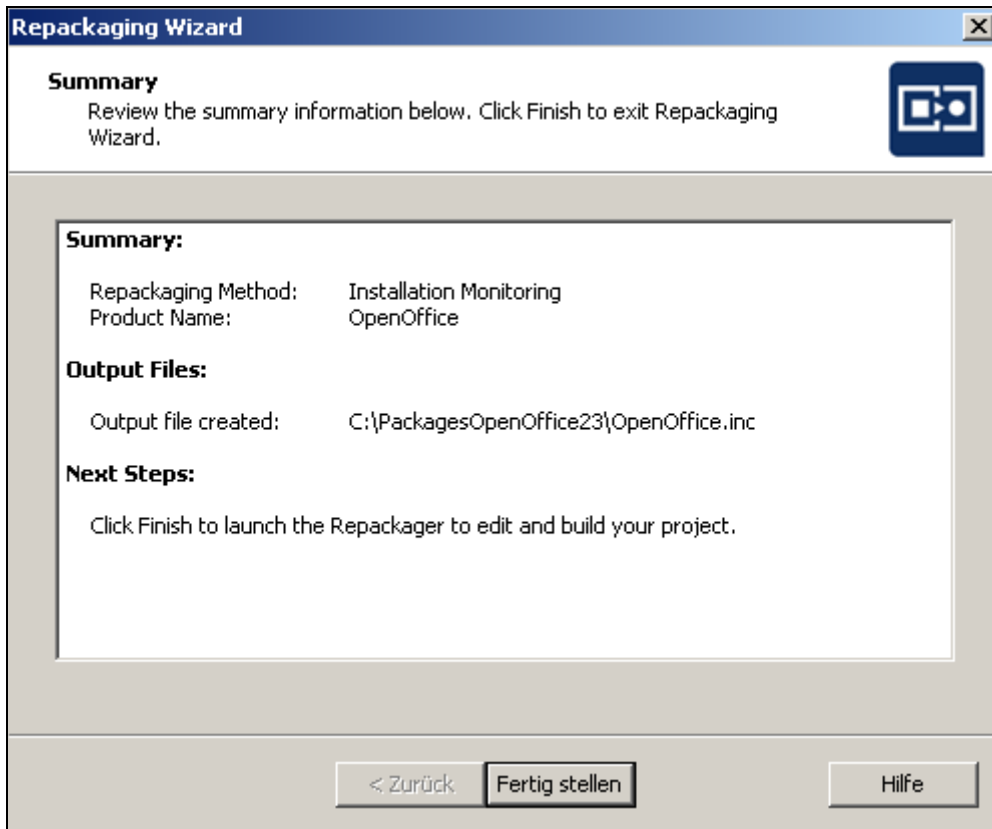 Repackaging Wizard
Summary
Review the summary information below. Click Finish to exit Repackaging
Wizard.
Summary:
Repackaging Method: Installation Monitoring
Product Name: OpenOffice
Output Files:
Output file created: C:\PackagesOpenOffice23\OpenOffice.inc
Next Steps:
Click Finish to launch the Repackager to edit and build your project.
< Zurück Fertig stellen Hilfe